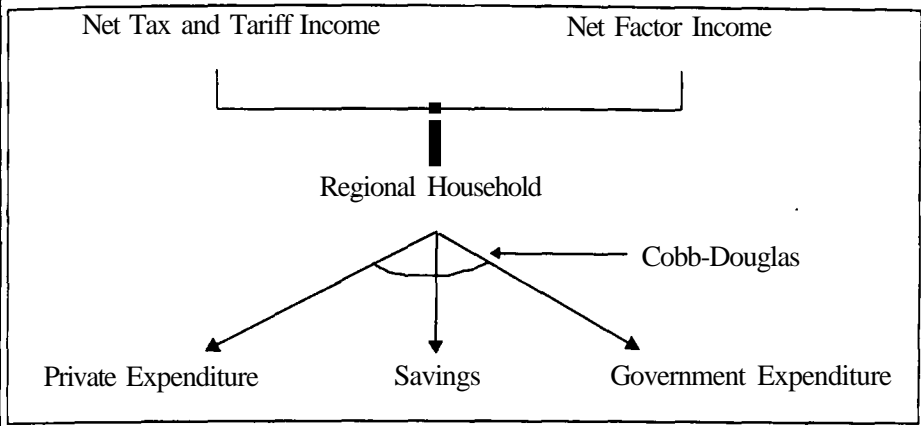 Net Tax and Tariff Income
Net Factor Income
Regional Household
Cobb-Douglas
Private Expenditure
Savings
Government Expenditure